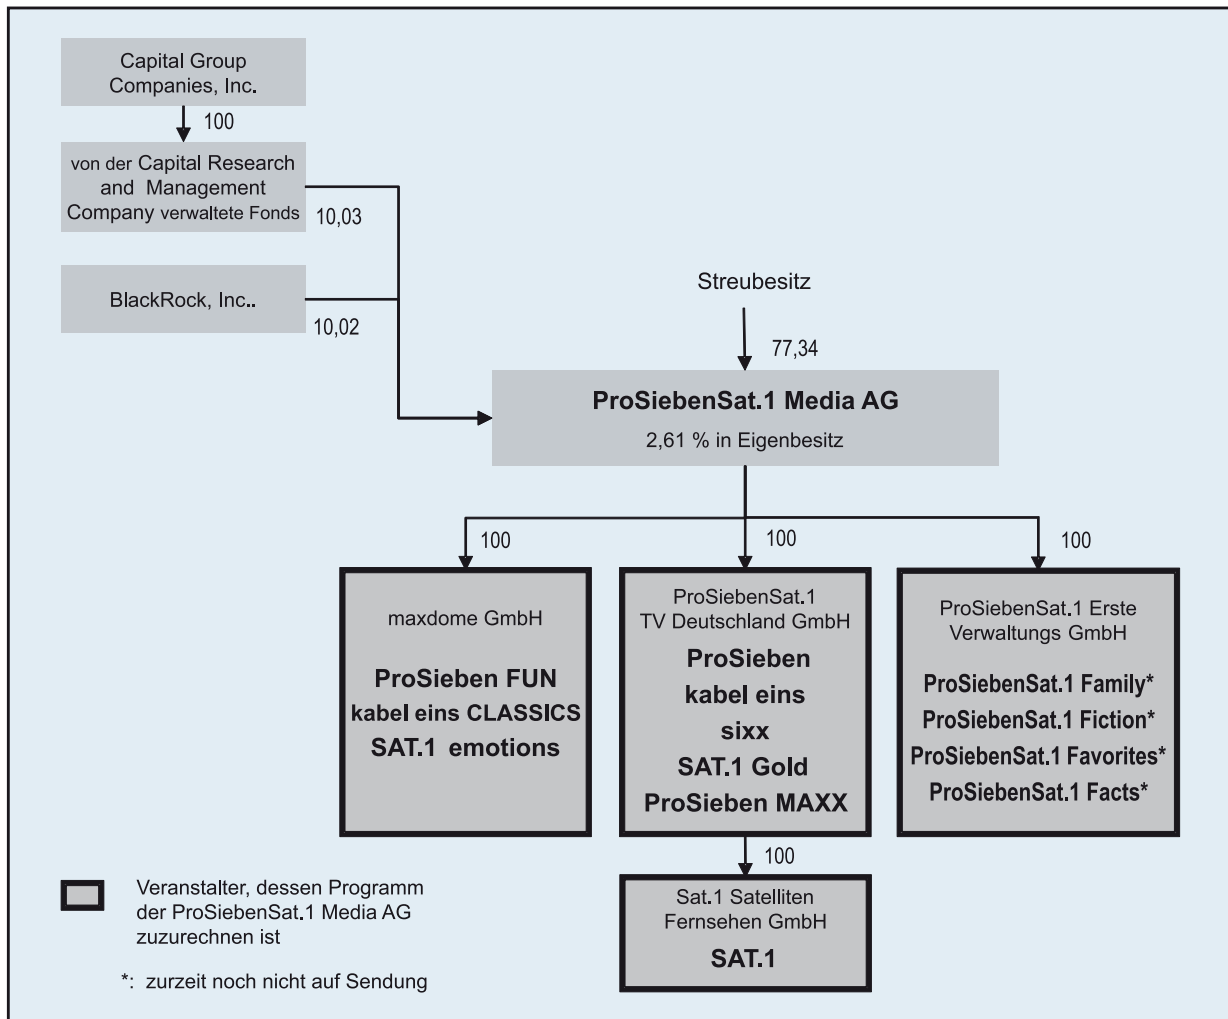 Capital Group
Companies, Inc.
100
von der Capital Research
and Management
Company verwaltete Fonds
10,03
BlackRock, Inc..
10,02
Streubesitz
77,34
ProSiebenSat.1 Media AG
2,61 % in Eigenbesitz
100
100
100
maxdome GmbH
ProSieben FUN
kabel eins CLASSICS
SAT.1 emotions
ProSiebenSat.1
TV Deutschland GmbH
ProSieben
kabel eins
sixx
SAT.1 Gold
ProSieben MAXX
ProSiebenSat.1 Erste
Verwaltungs GmbH
ProSiebenSat.1 Family*
ProSiebenSat.1 Fiction*
ProSiebenSat.1 Favorites*
ProSiebenSat.1 Facts*
100
Sat.1 Satelliten
Fernsehen GmbH
SAT.1
Veranstalter, dessen Programm
der ProSiebenSat.1 Media AG
zuzurechnen ist
*: zurzeit noch nicht auf Sendung